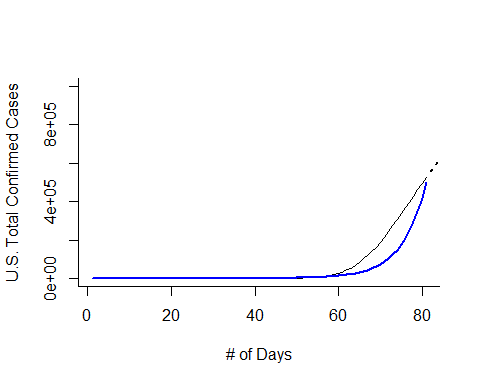 U.S. Total Confirmed Cases
8e+05
4e+05
0e+00
0 20 40 60 80
# of Days